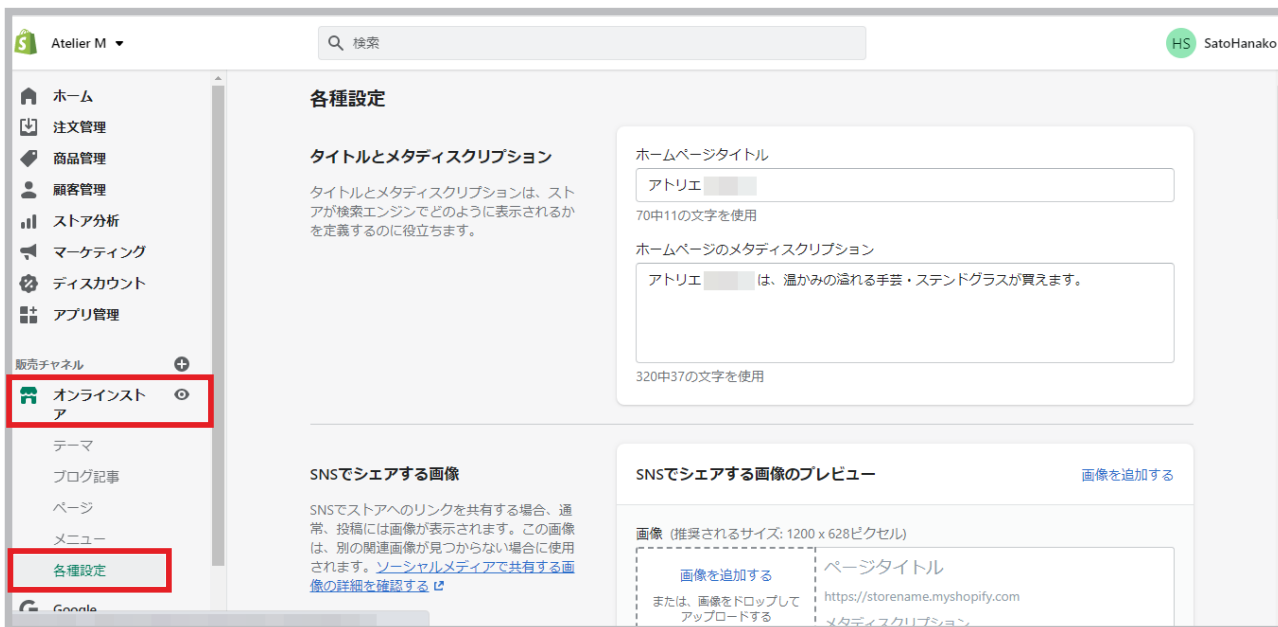 Atelier M
検索
HS SatoHanako
ホーム
注文管理
商品管理
顧客管理
ストア分析
マーケティング
ディスカウント
アプリ管理
販売チャネル
オンラインスト
ア
テーマ
ブログ記事
ページ
メニュー
各種設定
Google
各種設定
タイトルとメタディスクリプション
タイトルとメタディスクリプションは、スト
アが検索エンジンでどのように表示されるか
を定義するのに役立ちます。
ホームページタイトル
アトリエ
70中11の文字を使用
ホームページのメタディスクリプション
アトリエ は、温かみの溢れる手芸・ステンドグラスが買えます。
320中37の文字を使用
SNSでシェアする画像
SNSでストアへのリンクを共有する場合、通
常、投稿には画像が表示されます。この画像
は、別の関連画像が見つからない場合に使用
されます。ソーシャルメディアで共有する画
像の詳細を確認する
SNSでシェアする画像のプレビュー
画像を追加する
画像 (推奨されるサイズ: 1200 x 628ピクセル)
画像を追加する
または、画像をドロップして
アップロードする
ページタイトル
https://storename.myshopify.com
メタディスクリプション